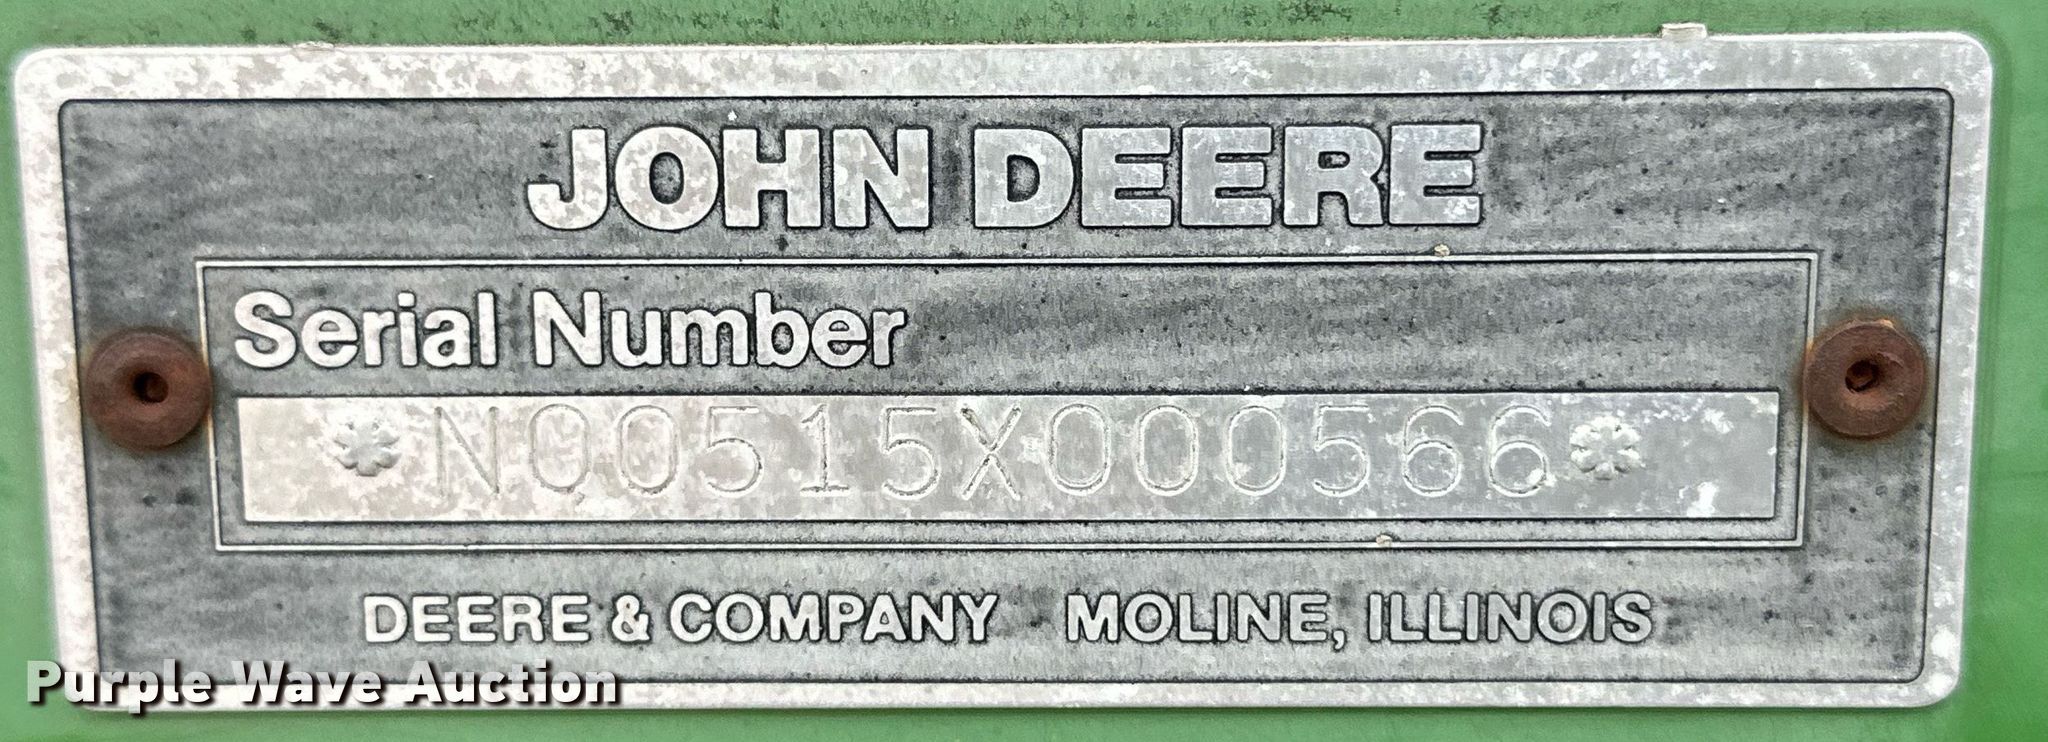 JOHN DEERE
Serial Number
*N00515X000566*
DEERE & COMPANY MOLINE, ILLINOIS
Purple Wave Auction